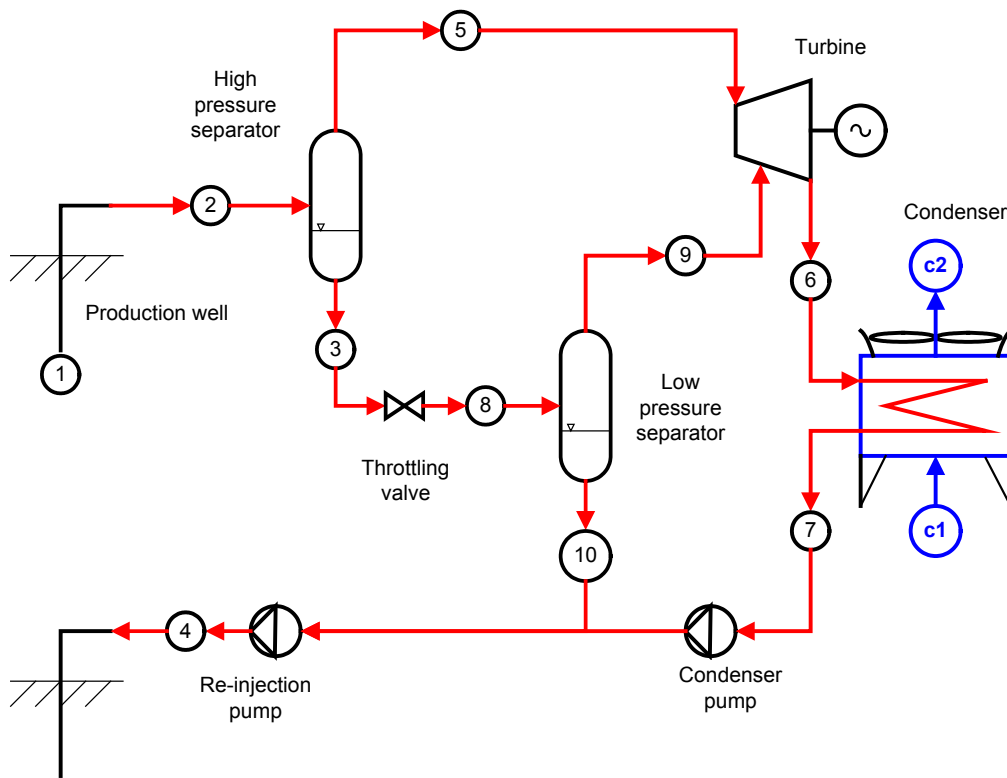 5
Turbine
High
pressure
separator
~
2
Condenser
9
c2
6
Production well
3
1
8
Low
pressure
separator
Throttling
valve
7
c1
10
4
Re-injection
pump
Condenser
pump